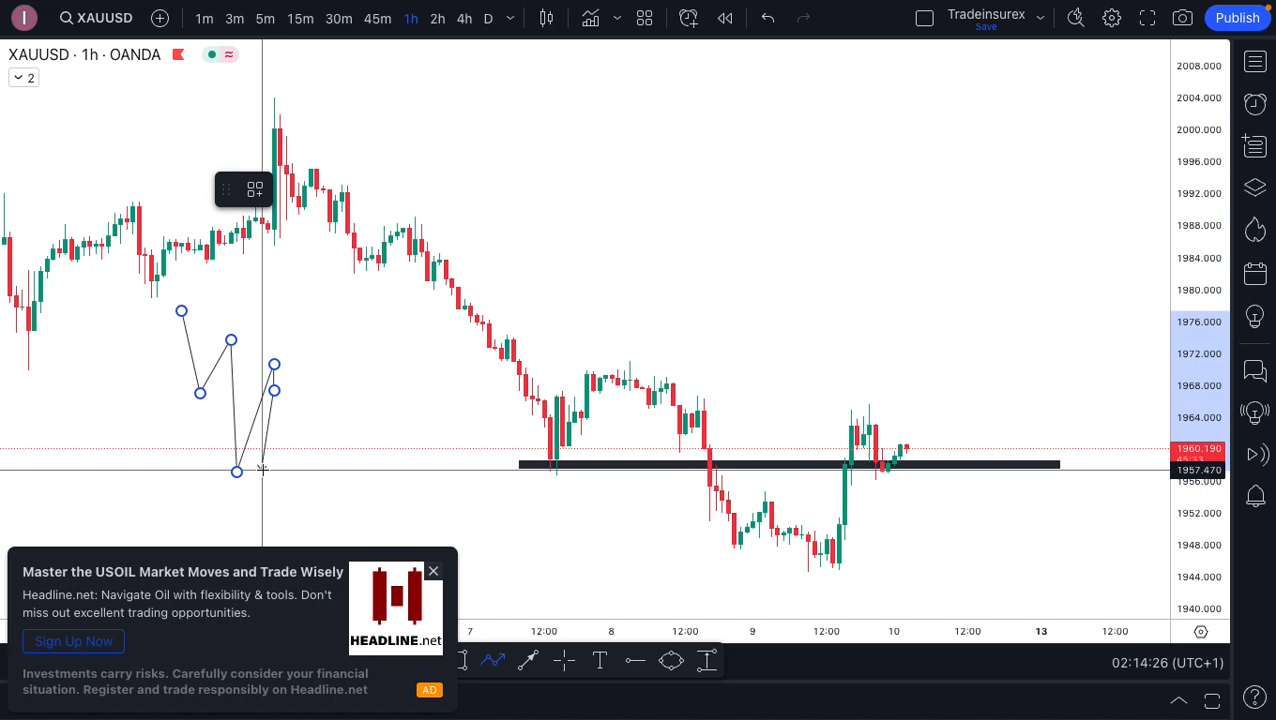 I
XAUUSD
1m 3m 5m 15m 30m 45m 1h 2h 4h D
Tradeinsurex
Save
Publish
XAUUSD · 1h · OANDA
2
2008.000
2004.000
2000.000
1996.000
1992.000
1988.000
1984.000
1980.000
1976.000
1972.000
1968.000
1964.000
1960.190
45:33
1957.470
1956.000
1952.000
1948.000
1944.000
1940.000
7 12:00 8 12:00 9 12:00 10 12:00 13 12:00
Master the USOIL Market Moves and Trade Wisely
Headline.net: Navigate Oil with flexibility & tools. Don't
miss out excellent trading opportunities.
HEADLINE.net
Sign Up Now
Investments carry risks. Carefully consider your financial
situation. Register and trade responsibly on Headline.net
AD
02:14:26 (UTC+1)